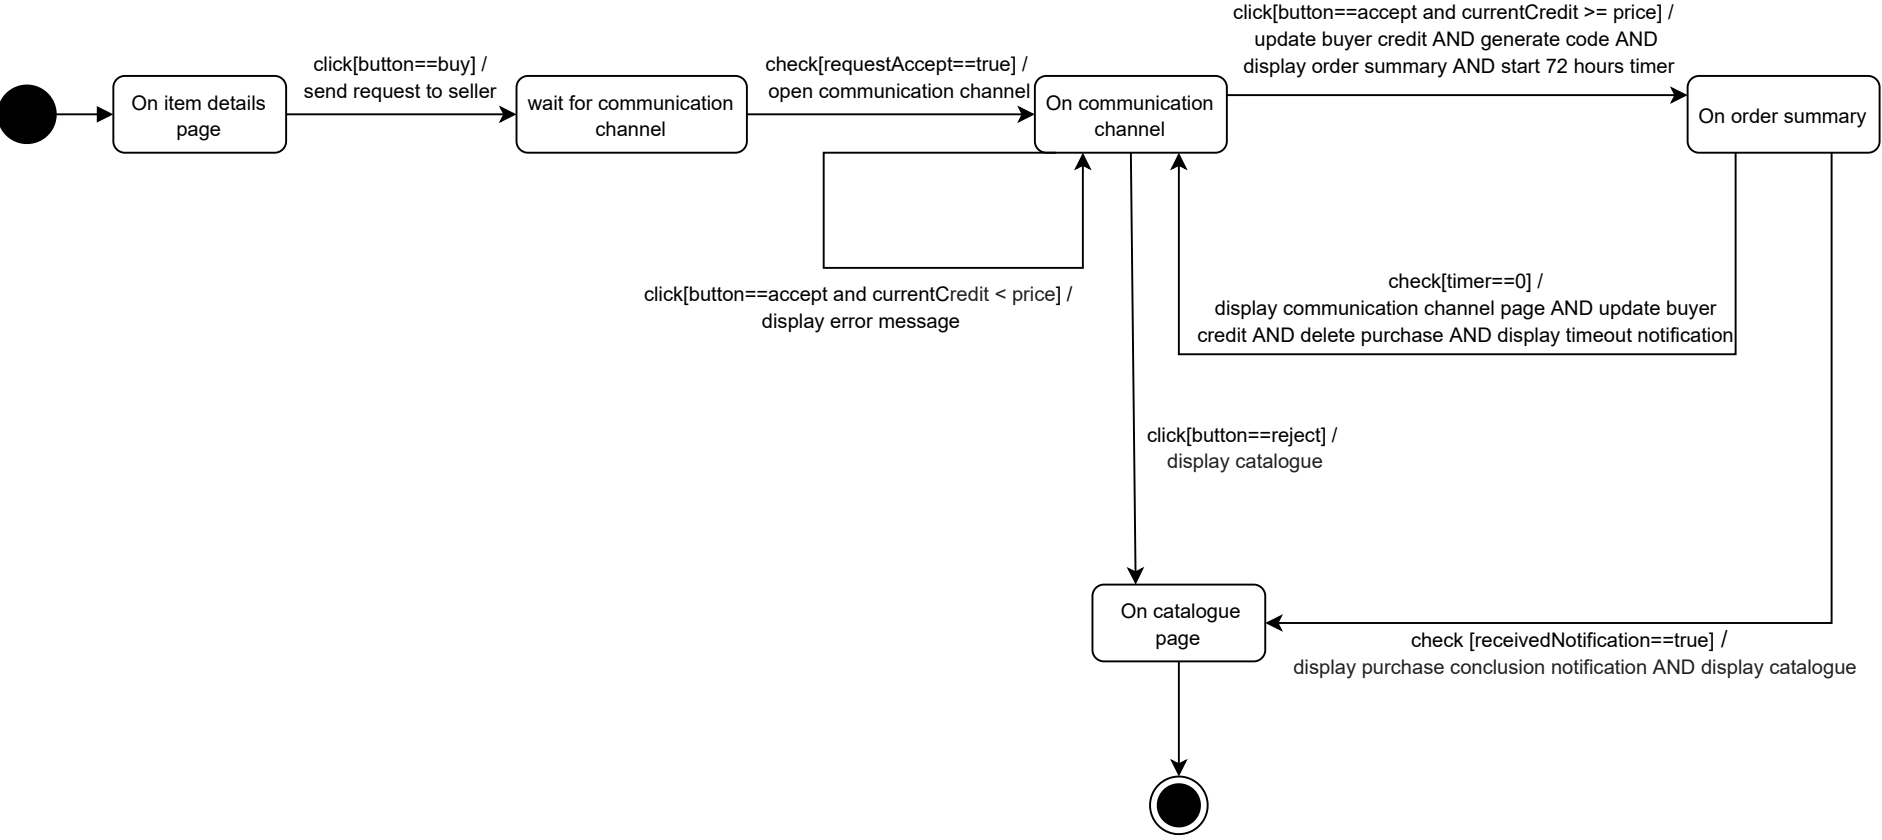 click[button==accept and currentCredit >= price] /
update buyer credit AND generate code AND
display order summary AND start 72 hours timer
click[button==buy] /
send request to seller
check[requestAccept==true] /
open communication channel
On item details
page
wait for communication
channel
On communication
channel
On order summary
click[button==accept and currentCredit < price] /
display error message
check[timer==0] /
display communication channel page AND update buyer
credit AND delete purchase AND display timeout notification
click[button==reject] /
display catalogue
On catalogue
page
check [receivedNotification==true] /
display purchase conclusion notification AND display catalogue